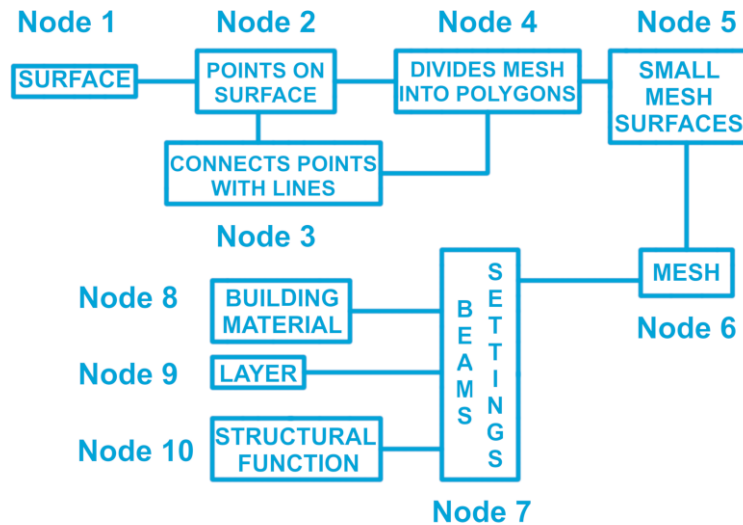 Node 1
Node 2
Node 4
Node 5
SURFACE
POINTS ON
SURFACE
DIVIDES MESH
INTO POLYGONS
SMALL
MESH
SURFACES
CONNECTS POINTS
WITH LINES
Node 3
MESH
Node 6
Node 8
BUILDING
MATERIAL
Node 9
LAYER
Node 10
STRUCTURAL
FUNCTION
BEAMS
SETTINGS
Node 7